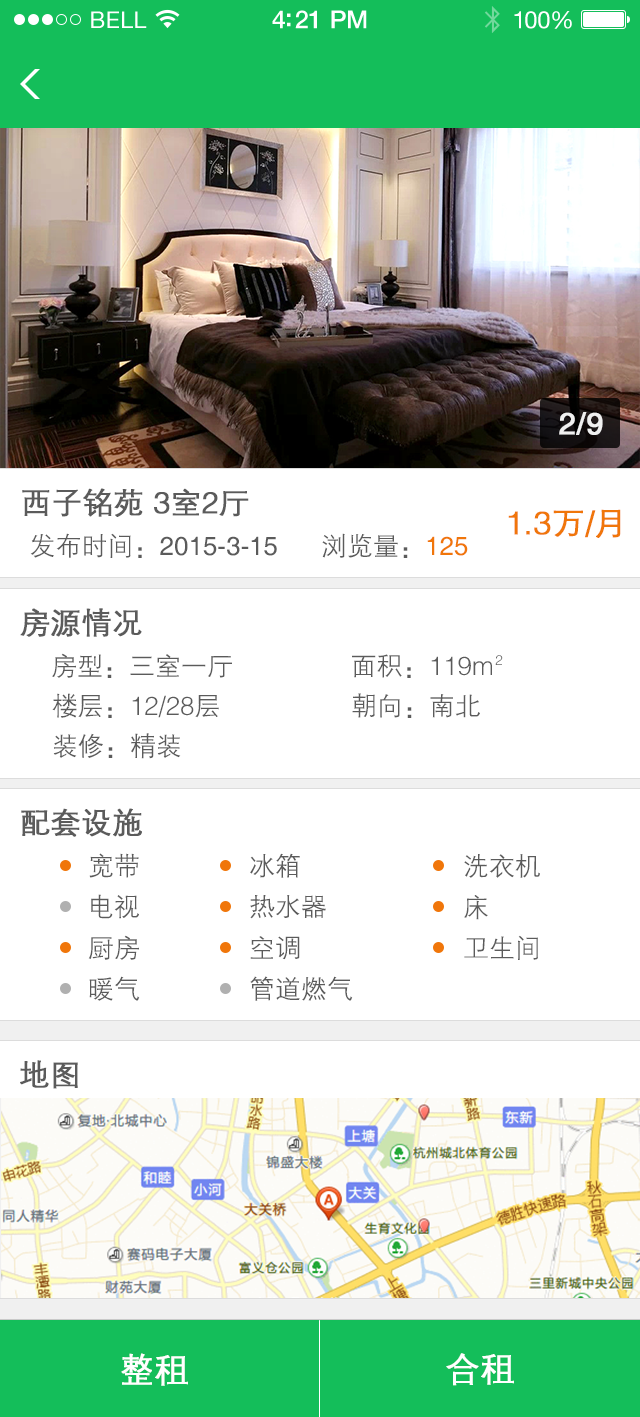 BELL 4:21 PM 100%
2/9
西子铭苑 3室2厅
1.3万/月
发布时间：2015-3-15 浏览量：125
房源情况
房型：三室一厅 面积：119m²
楼层：12/28层 朝向：南北
装修：精装
配套设施
宽带 冰箱 洗衣机
电视 热水器 床
厨房 空调 卫生间
暖气 管道燃气
地图
复地·北城中心
丽水路
上塘
新路
东新
杭州城北体育公园
锦盛大楼
申花路
和睦
小河
A
大关
同人精华
大关桥
生育文化园
德胜快速路
秋石高架
赛码电子大厦
富义仓公园
丰潭路
财苑大厦
上塘
三里新城中央公园
整租 合租